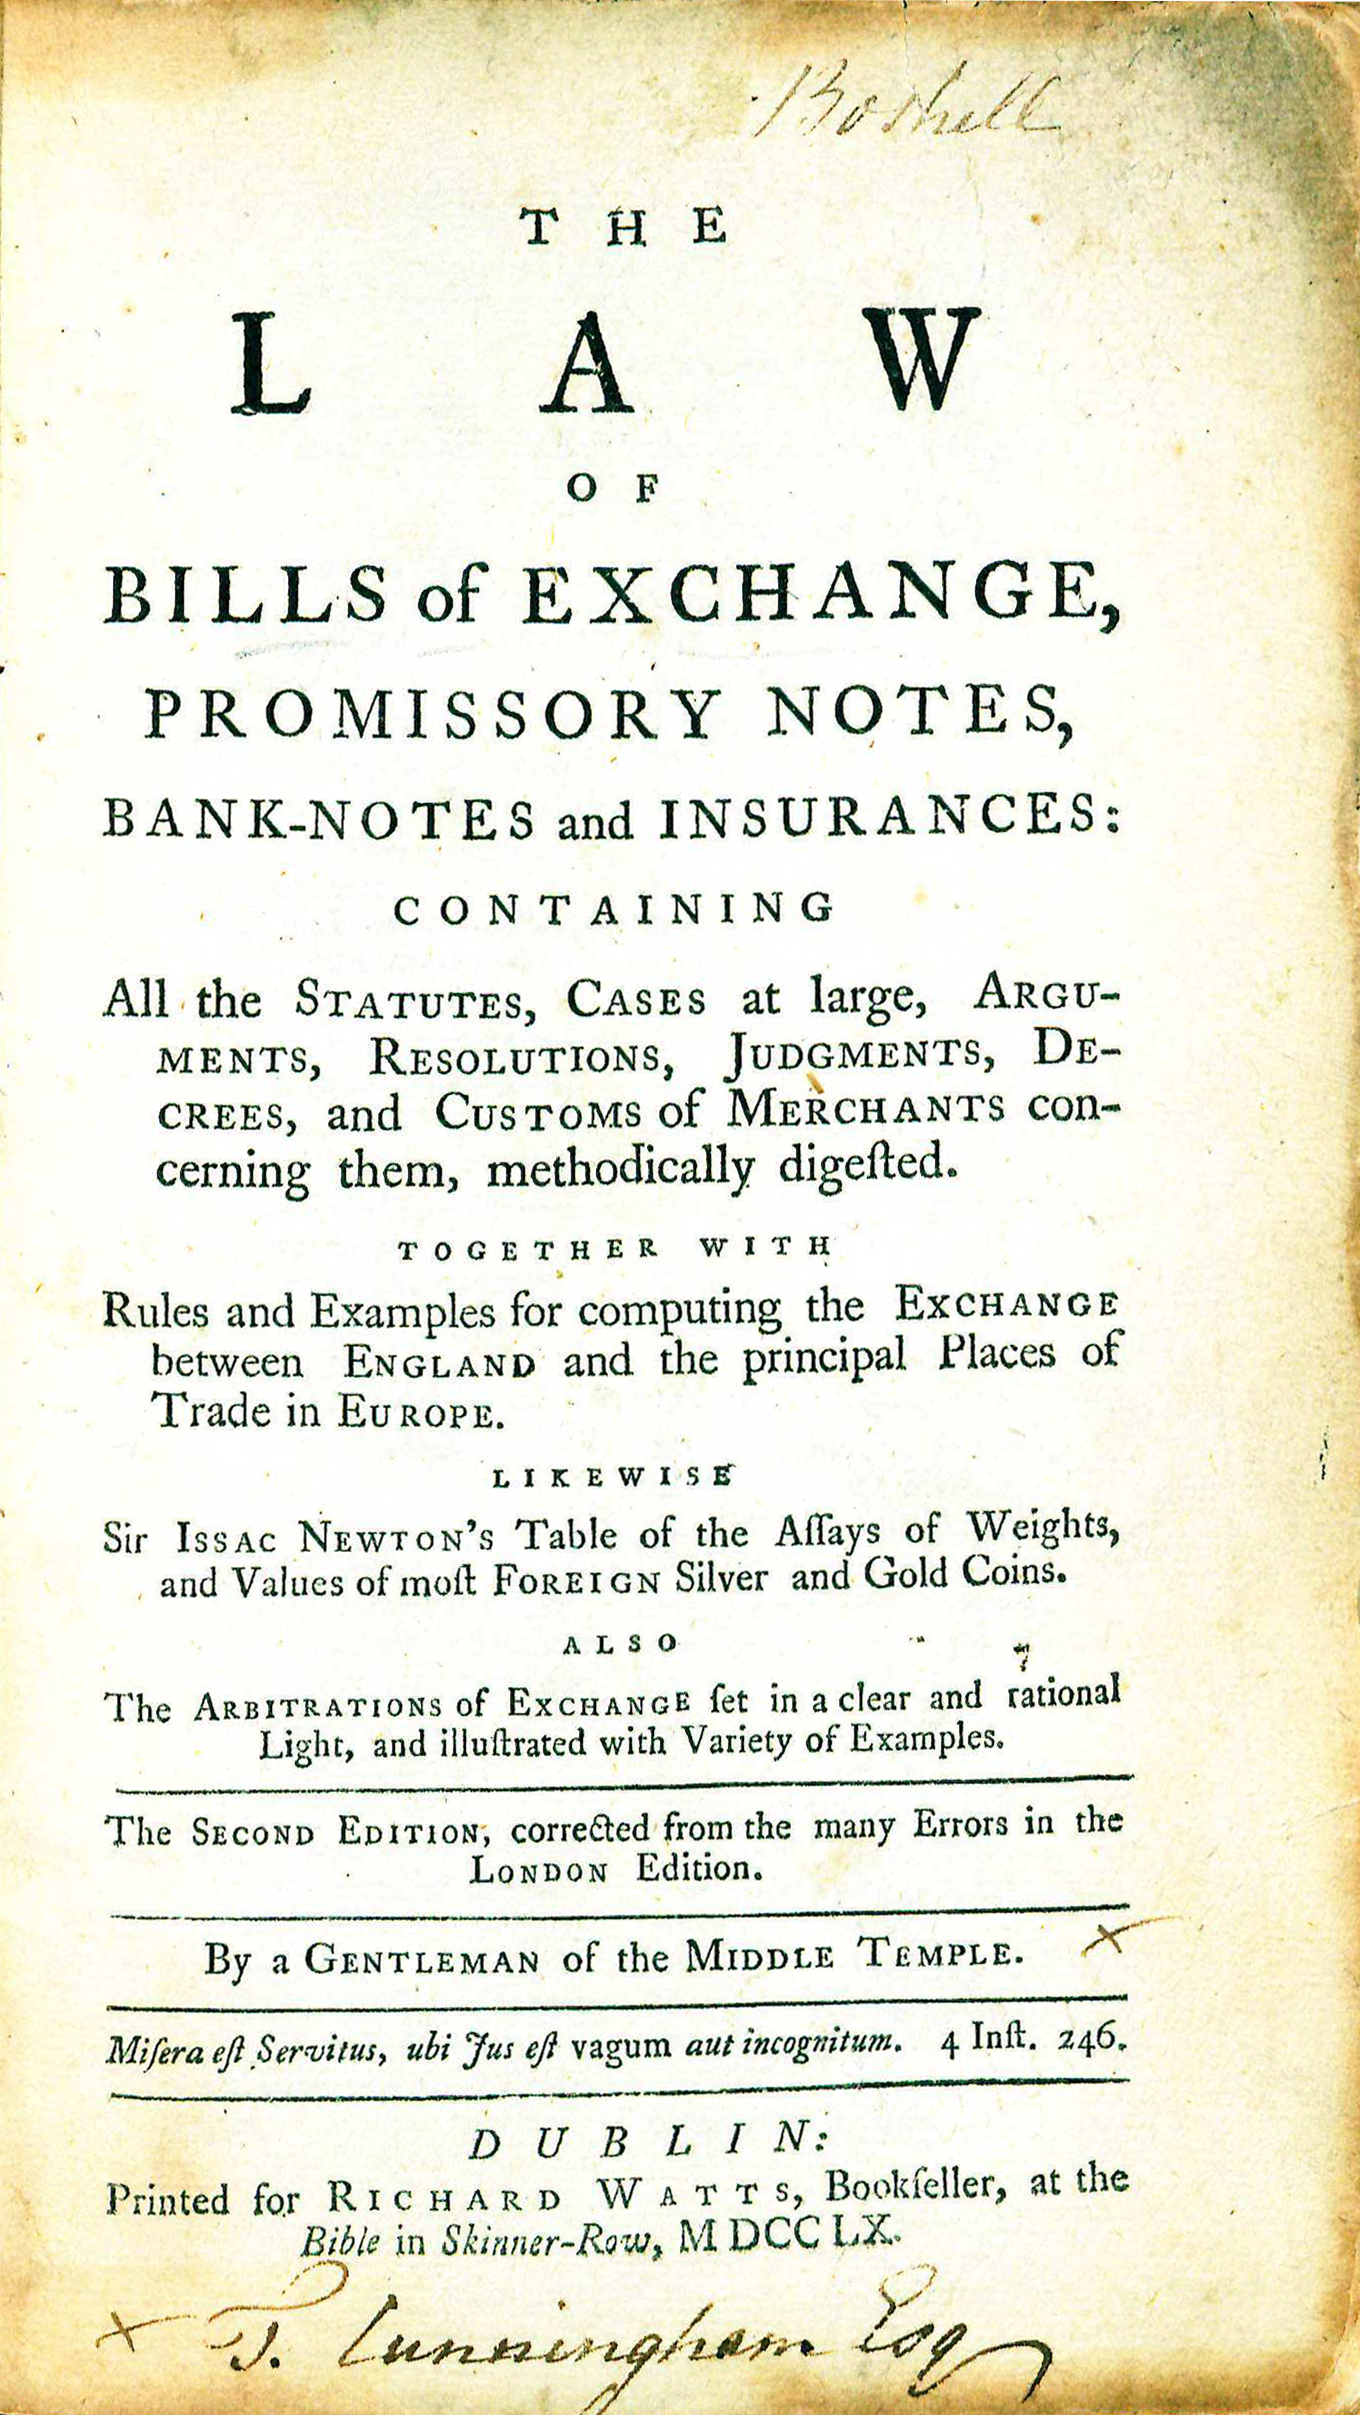 Boshell
THE
LAW
OF
BILLS of EXCHANGE,
PROMISSORY NOTES,
BANK-NOTES and INSURANCES:
CONTAINING
All the STATUTES, CASES at large, ARGU-
MENTS, RESOLUTIONS, JUDGMENTS, DE-
CREES, and CUSTOMS of MERCHANTS con-
cerning them, methodically digeſted.
TOGETHER WITH
Rules and Examples for computing the EXCHANGE
between ENGLAND and the principal Places of
Trade in EUROPE.
LIKEWISE
Sir ISSAC NEWTON'S Table of the Aſſays of Weights,
and Values of moſt FOREIGN Silver and Gold Coins.
ALSO
The ARBITRATIONS of EXCHANGE ſet in a clear and rational
Light, and illuſtrated with Variety of Examples.
The SECOND EDITION, corrected from the many Errors in the
LONDON Edition.
By a GENTLEMAN of the MIDDLE TEMPLE. ×
Miſera eſt Servitus, ubi Jus eſt vagum aut incognitum. 4 Inſt. 246.
DUBLIN:
Printed for RICHARD WATTS, Bookſeller, at the
Bible in Skinner-Row, MDCCLX.
× T. Cunningham Esq